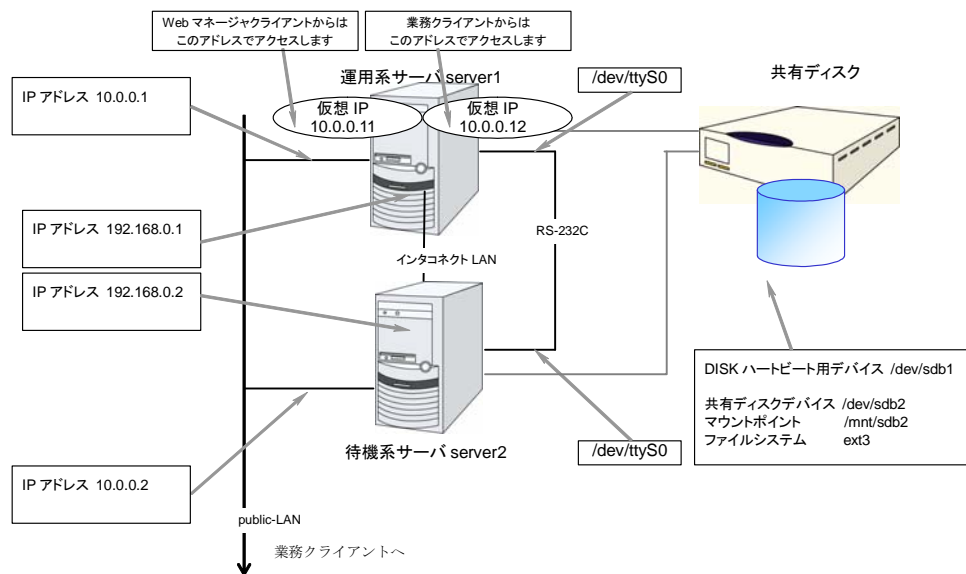 Web マネージャクライアントからは
このアドレスでアクセスします
業務クライアントからは
このアドレスでアクセスします
運用系サーバ server1
/dev/ttyS0
共有ディスク
IP アドレス 10.0.0.1
仮想 IP
10.0.0.11
仮想 IP
10.0.0.12
IP アドレス 192.168.0.1
RS-232C
インタコネクト LAN
IP アドレス 192.168.0.2
DISK ハートビート用デバイス /dev/sdb1
共有ディスクデバイス /dev/sdb2
マウントポイント /mnt/sdb2
ファイルシステム ext3
待機系サーバ server2
/dev/ttyS0
IP アドレス 10.0.0.2
public-LAN
業務クライアントへ